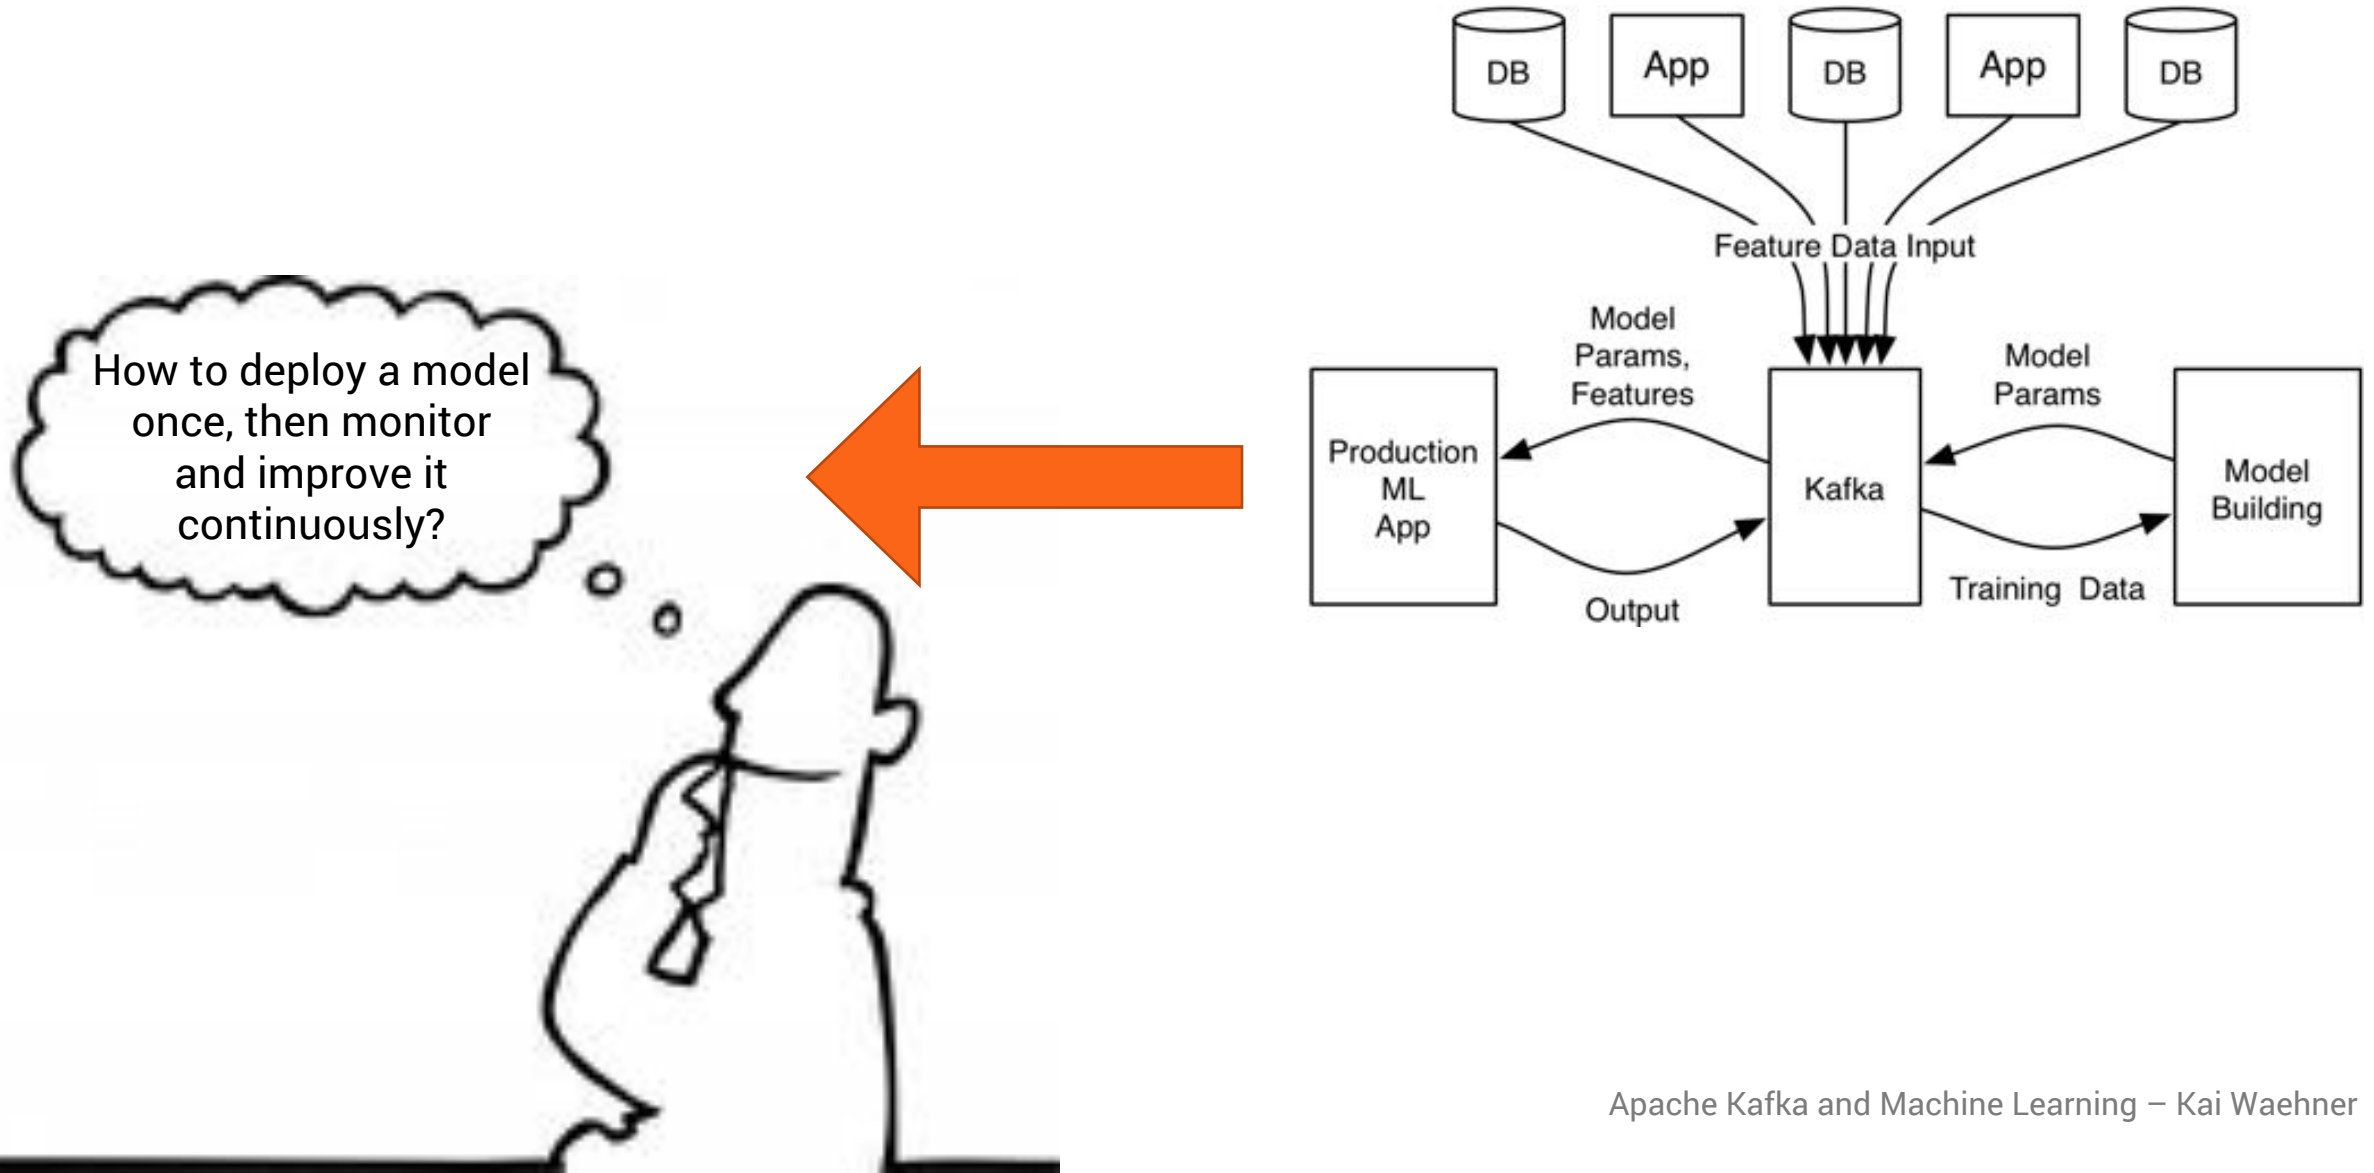 How to deploy a model
once, then monitor
and improve it
continuously?
DB
App
DB
App
DB
Feature Data Input
Model
Params,
Features
Model
Params
Production
ML
App
Kafka
Model
Building
Output
Training Data
Apache Kafka and Machine Learning – Kai Waehner